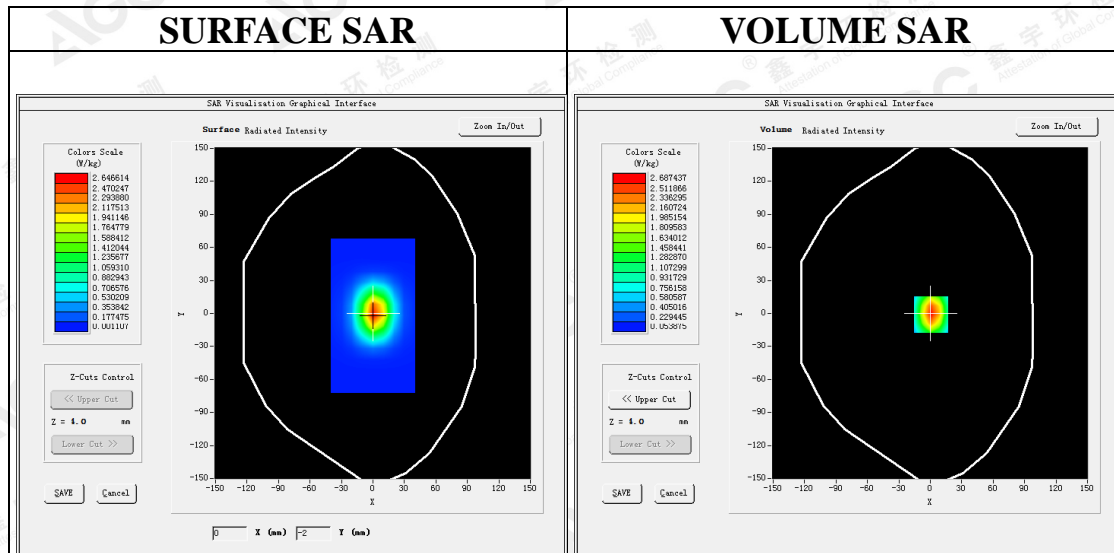 SURFACE SAR
VOLUME SAR
SAR Visualisation Graphical Interface
Surface Radiated Intensity
Zoom In/Out
Colors Scale
(W/kg)
2.646614
2.470247
2.293880
2.117513
1.941146
1.764779
1.588412
1.412044
1.235677
1.059310
0.882943
0.706576
0.530209
0.353842
0.177475
0.001107
Z-Cuts Control
<< Upper Cut
Z = 4.0 mm
Lower Cut >>
SAVE
Cancel
150
120
90
60
30
0
-30
-60
-90
-120
-150
Y
-150 -120 -90 -60 -30 0 30 60 90 120 150
X
0 X (mm) -2 Y (mm)
SAR Visualisation Graphical Interface
Volume Radiated Intensity
Zoom In/Out
Colors Scale
(W/kg)
2.687437
2.511866
2.336295
2.160724
1.985154
1.809583
1.634012
1.458441
1.282870
1.107299
0.931729
0.756158
0.580587
0.405016
0.229445
0.053875
Z-Cuts Control
<< Upper Cut
Z = 4.0 mm
Lower Cut >>
SAVE
Cancel
150
120
90
60
30
0
-30
-60
-90
-120
-150
Y
-150 -120 -90 -60 -30 0 30 60 90 120 150
X